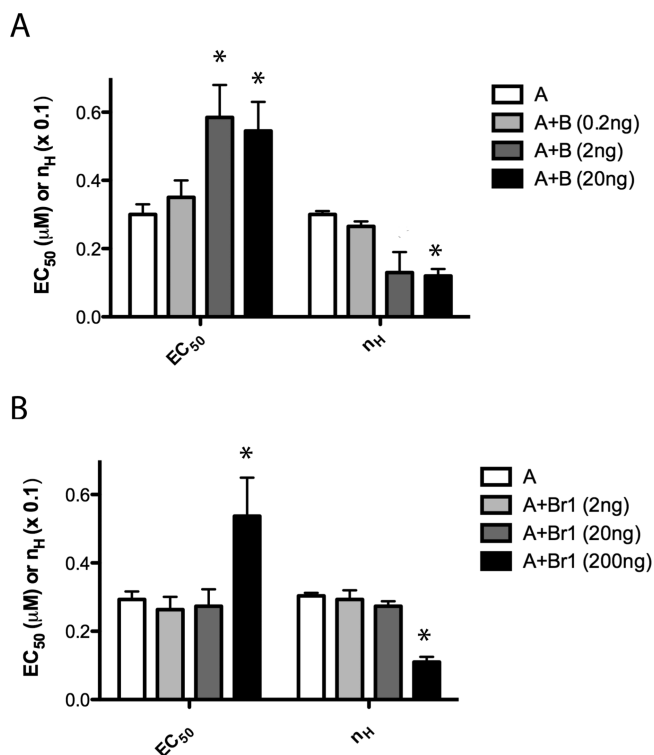 A
EC50 (μM) or nH (x 0.1)
0.6
0.4
0.2
0.0
* * *
EC50 nH
A
A+B (0.2ng)
A+B (2ng)
A+B (20ng)
B
EC50 (μM) or nH (x 0.1)
0.6
0.4
0.2
0.0
* *
EC50 nH
A
A+Br1 (2ng)
A+Br1 (20ng)
A+Br1 (200ng)